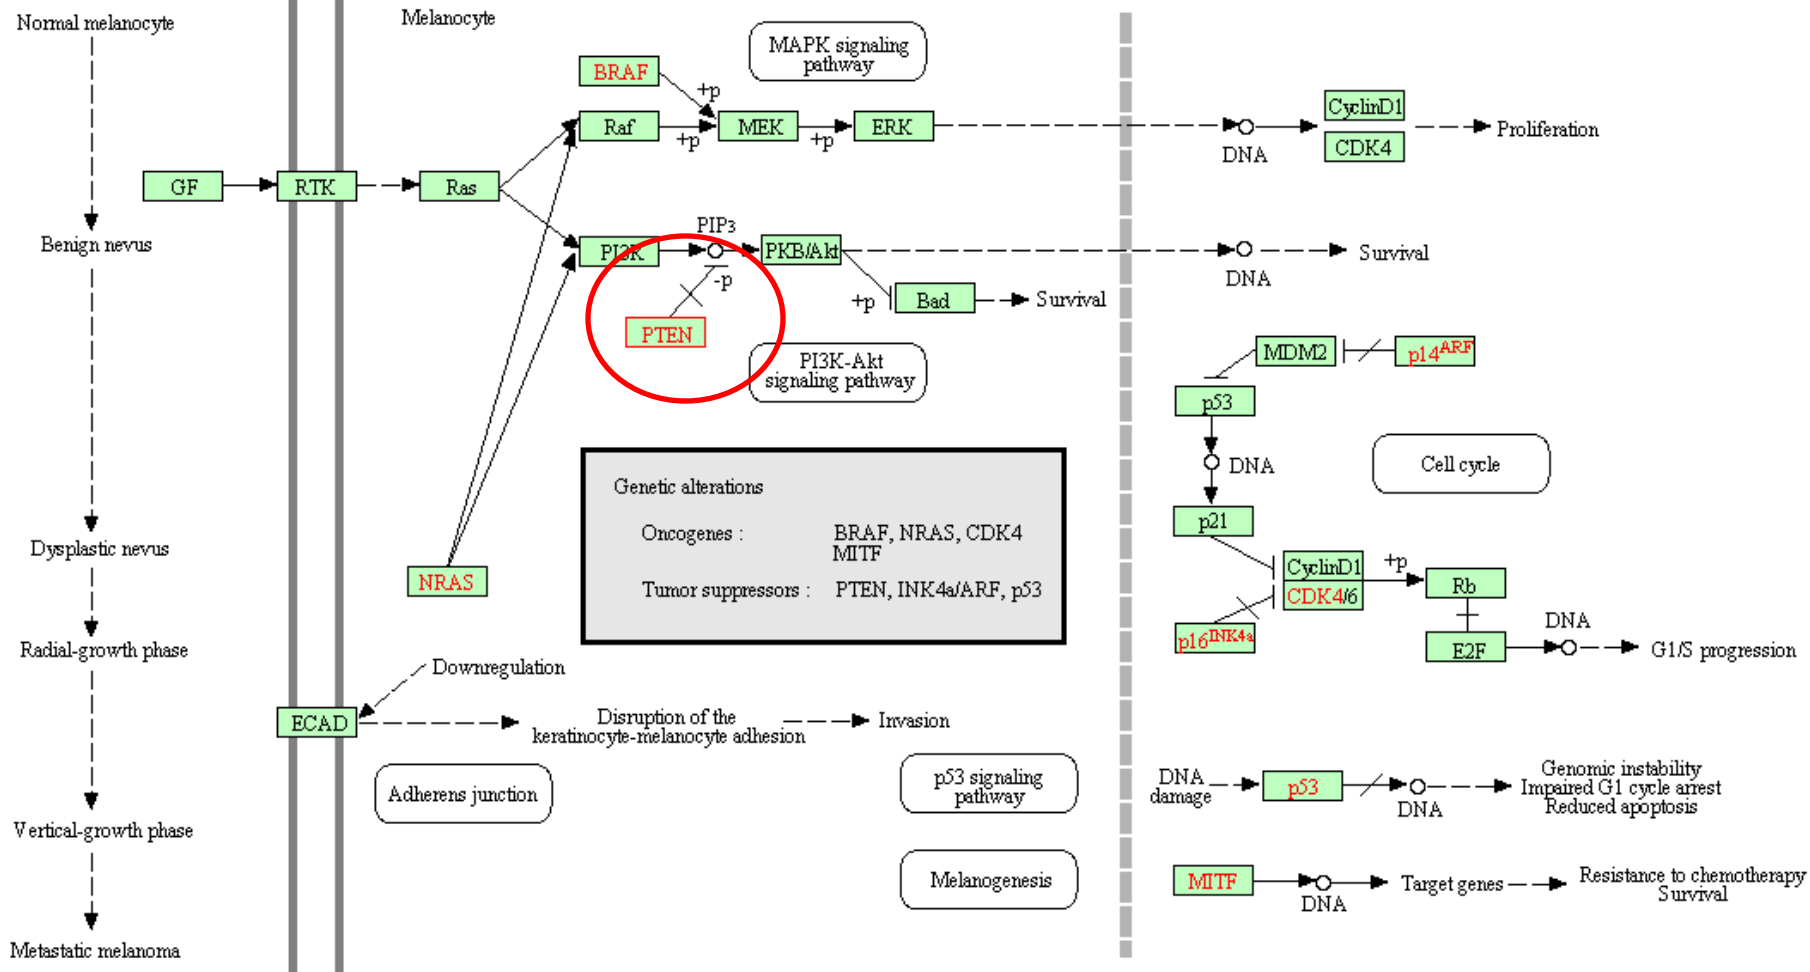 Normal melanocyte
Benign nevus
Dysplastic nevus
Radial-growth phase
Vertical-growth phase
Metastatic melanoma
Melanocyte
MAPK signaling
pathway
BRAF
+p
Raf
+p
MEK
+p
ERK
DNA
CyclinD1
CDK4
Proliferation
GF
RTK
Ras
PI3K
PIP3
-p
PKB/Akt
DNA
Survival
+p
Bad
Survival
PTEN
PI3K-Akt
signaling pathway
MDM2
p14ARF
p53
DNA
p21
Cell cycle
CyclinD1
CDK4/6
+p
Rb
p16INK4a
E2F
DNA
G1/S progression
Genetic alterations
Oncogenes : BRAF, NRAS, CDK4
MITF
Tumor suppressors : PTEN, INK4a/ARF, p53
NRAS
Downregulation
ECAD
Disruption of the
keratinocyte-melanocyte adhesion
Invasion
Adherens junction
p53 signaling
pathway
Melanogenesis
DNA
damage
p53
DNA
Genomic instability
Impaired G1 cycle arrest
Reduced apoptosis
MITF
DNA
Target genes
Resistance to chemotherapy
Survival